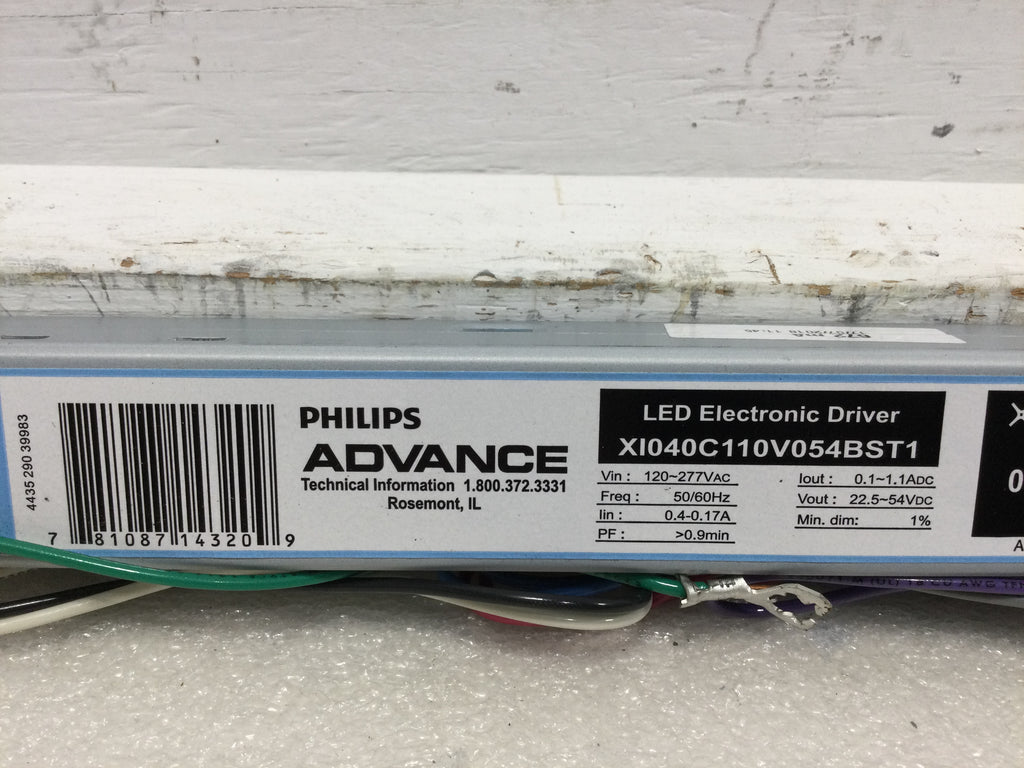 4435 290 39983
7 81087 14320 9
PHILIPS
ADVANCE
Technical Information 1.800.372.3331
Rosemont, IL
LED Electronic Driver
XI040C110V054BST1
Vin : 120~277VAC
Freq : 50/60Hz
Iin : 0.4-0.17A
PF : >0.9min
Iout : 0.1~1.1ADC
Vout : 22.5~54VDC
Min. dim: 1%
0
A
AWG